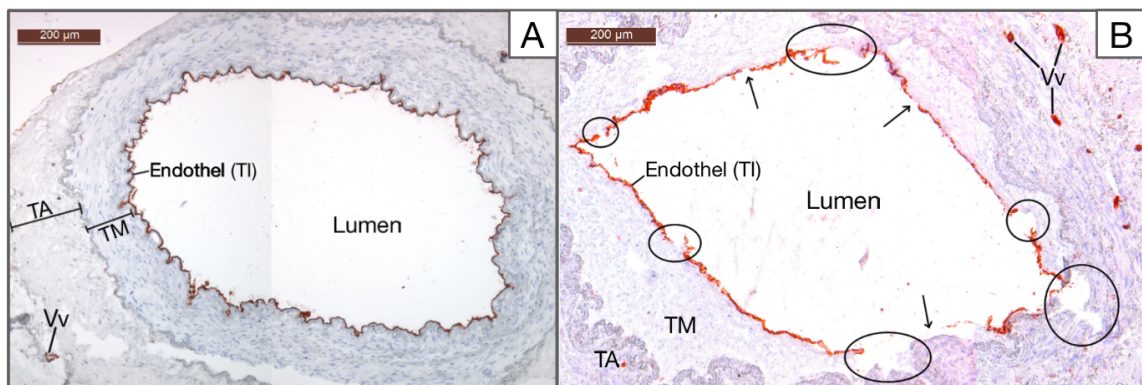 200 µm
A
Endothel (TI)
Lumen
TA
TM
Vv
200 µm
B
Vv
Endothel (TI)
Lumen
TM
TA